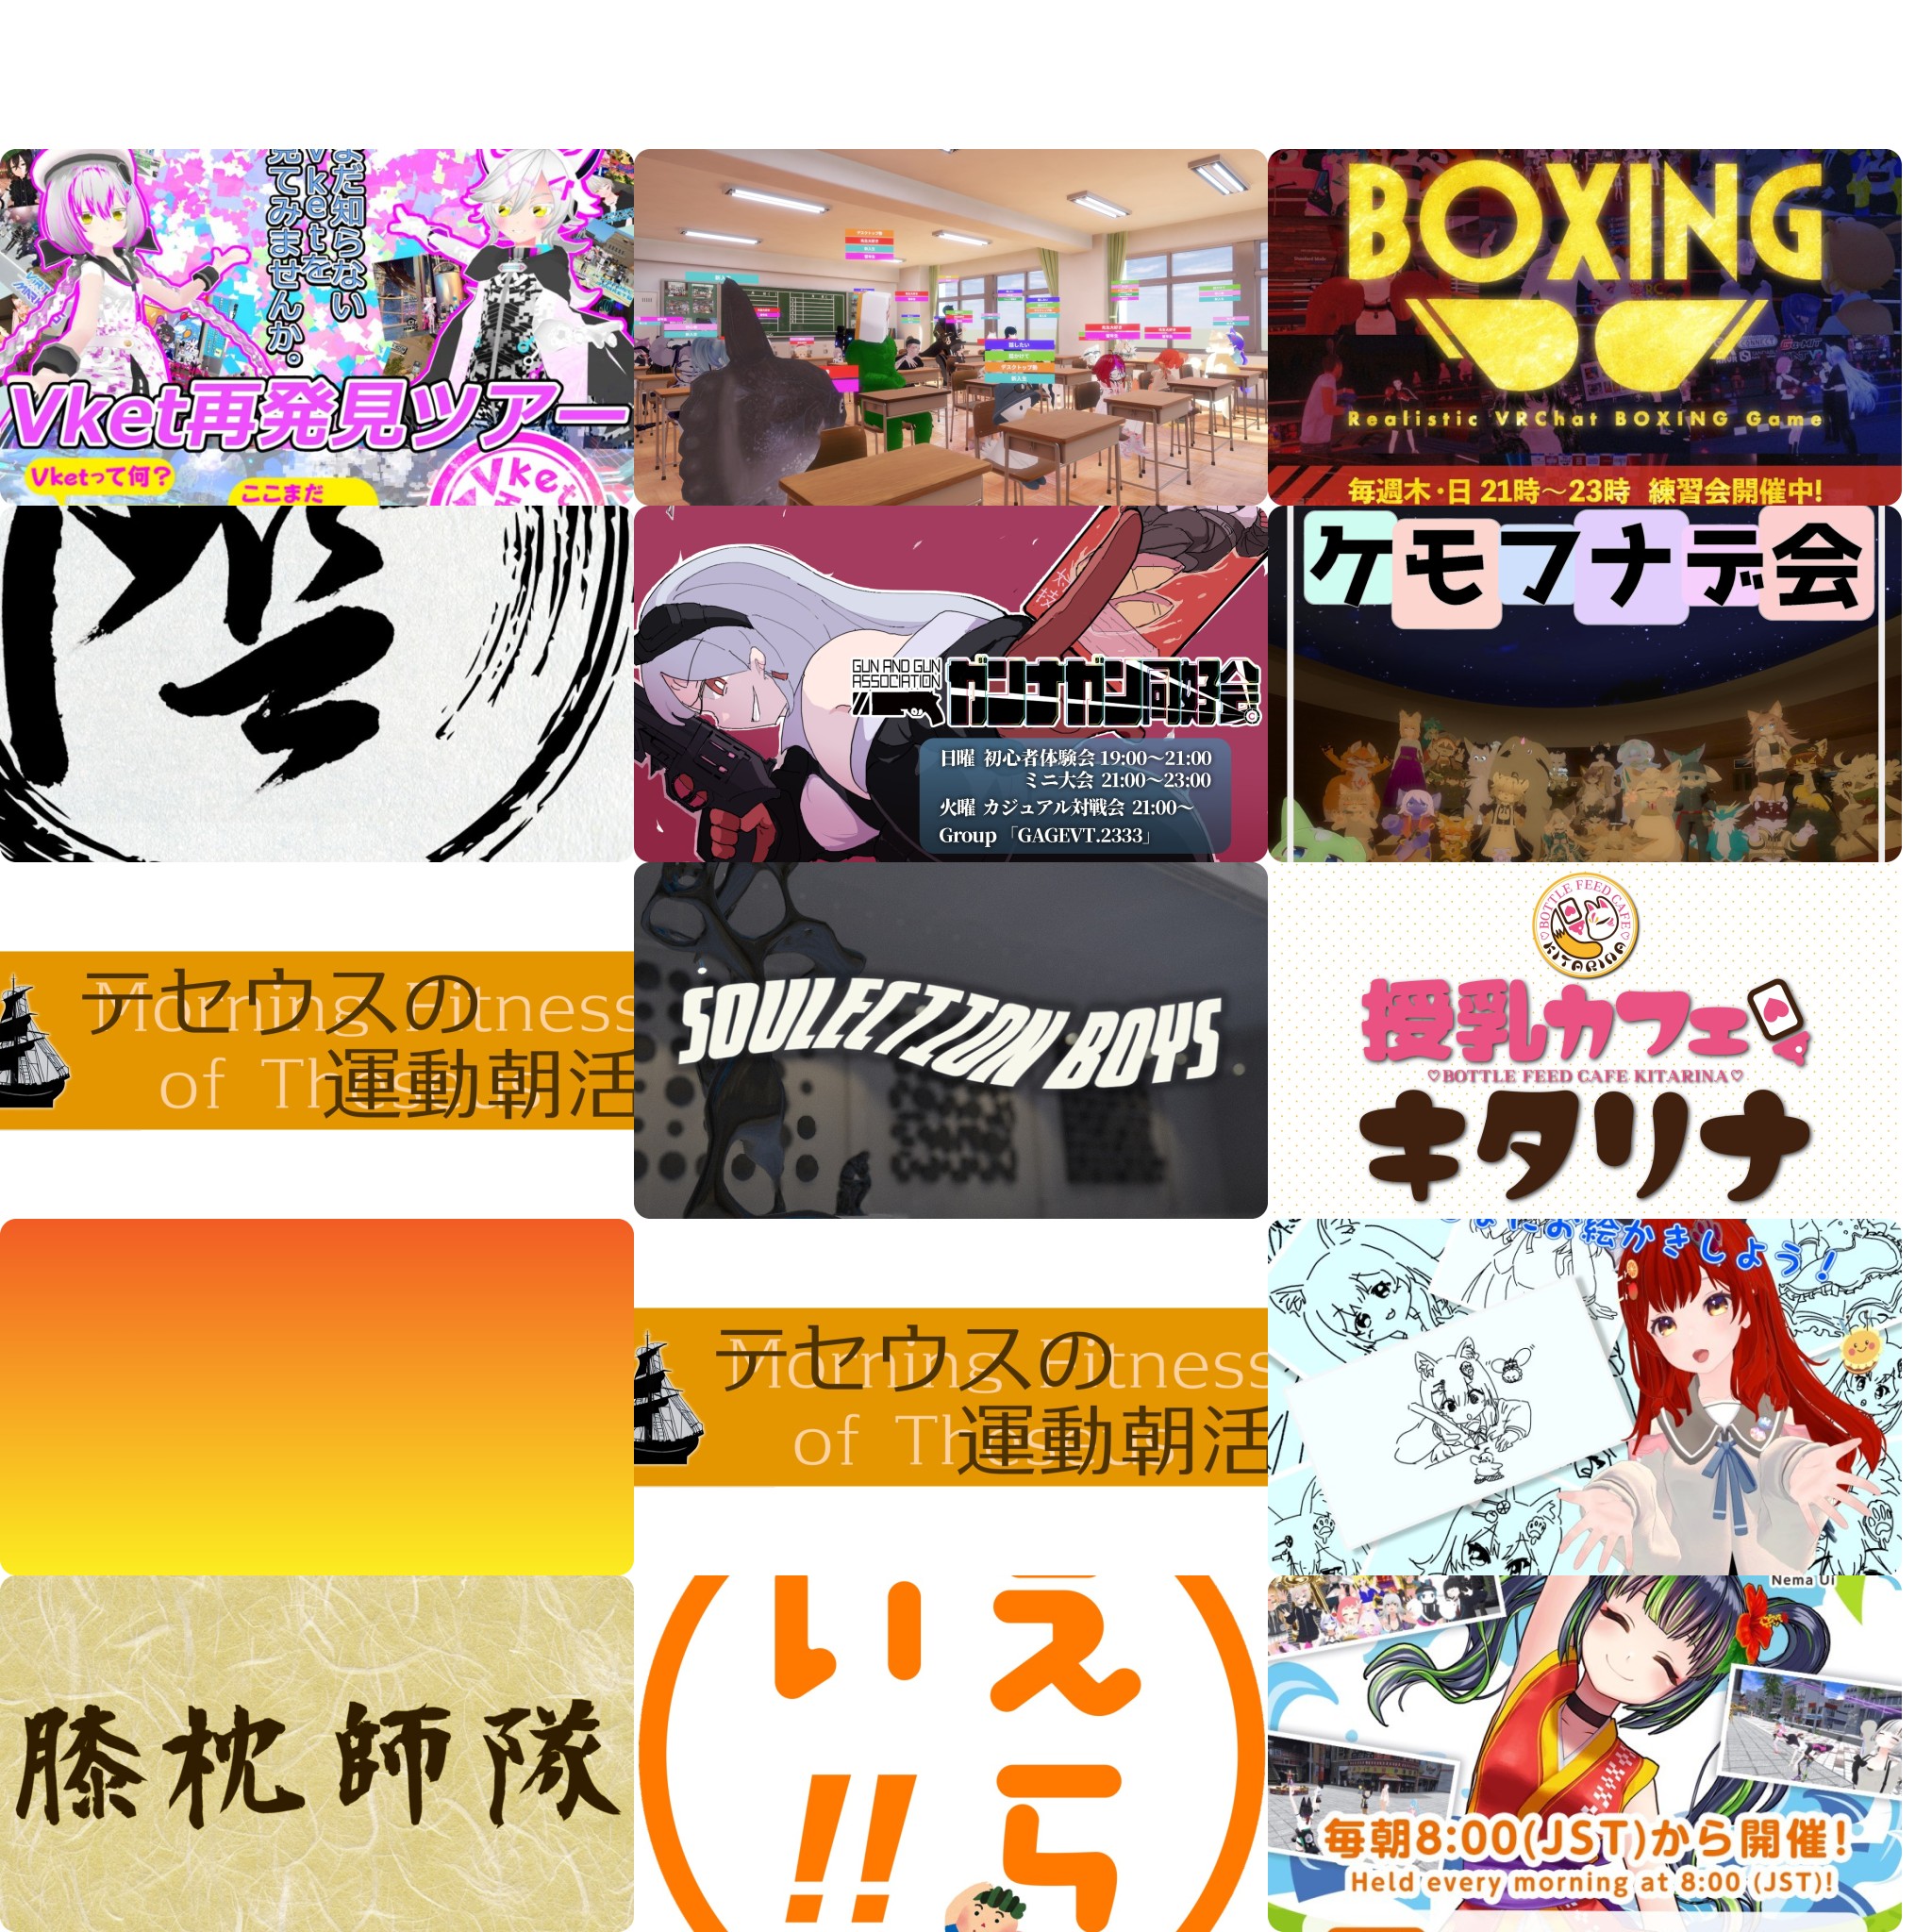 まだ知らない
Vketを
見てみませんか。
Vket再発見ツアー
Vketって何?
ここまだ
Vket
BOXING
Realistic VRChat BOXING Game
毎週木・日 21時〜23時 練習会開催中!
GUN AND GUN
ASSOCIATION
ガンナガン同好会
日曜 初心者体験会 19:00〜21:00
ミニ大会 21:00〜23:00
火曜 カジュアル対戦会 21:00〜
Group 「GAGEVT.2333」
ケモフナデ会
テセウスの
Morning Fitness
of Theseus
運動朝活
SOULECTION BOYS
BOTTLE FEED CAFE
KITARINA
授乳カフェ
♡BOTTLE FEED CAFE KITARINA♡
キタリナ
テセウスの
Morning Fitness
of Theseus
運動朝活
お絵かきしよう!
膝枕師隊
えら
い!!
Nema Ui
毎朝8:00(JST)から開催!
Held every morning at 8:00 (JST)!